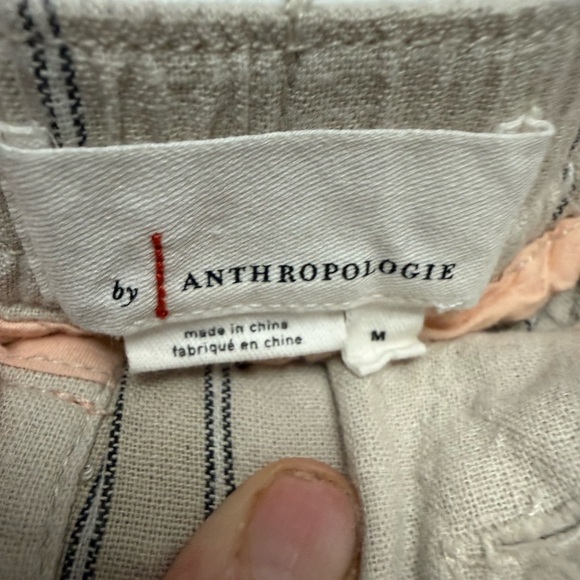 by ANTHROPOLOGIE
made in china
fabriqué en chine
M